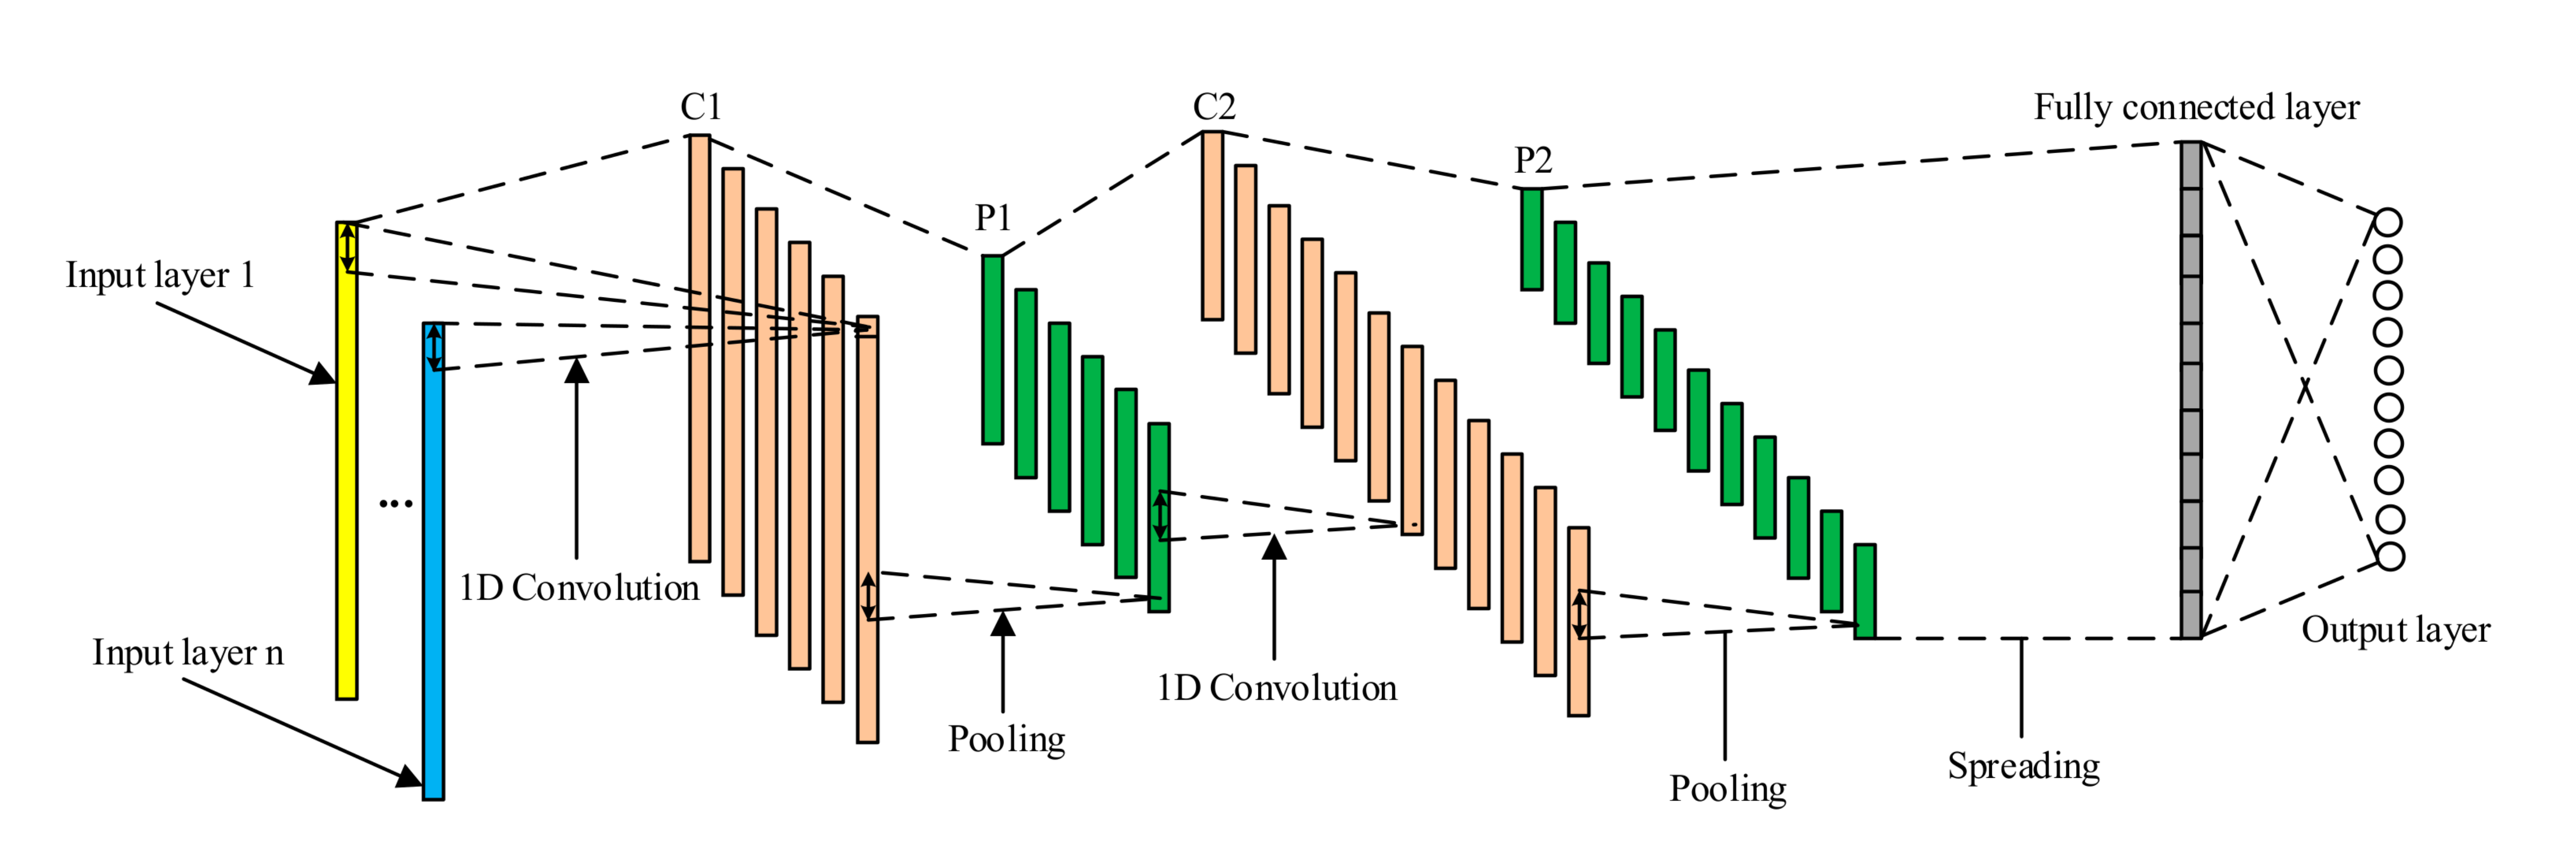 C1
C2
Fully connected layer
P2
P1
Input layer 1
1D Convolution
Output layer
Input layer n
1D Convolution
Pooling
Spreading
Pooling
...